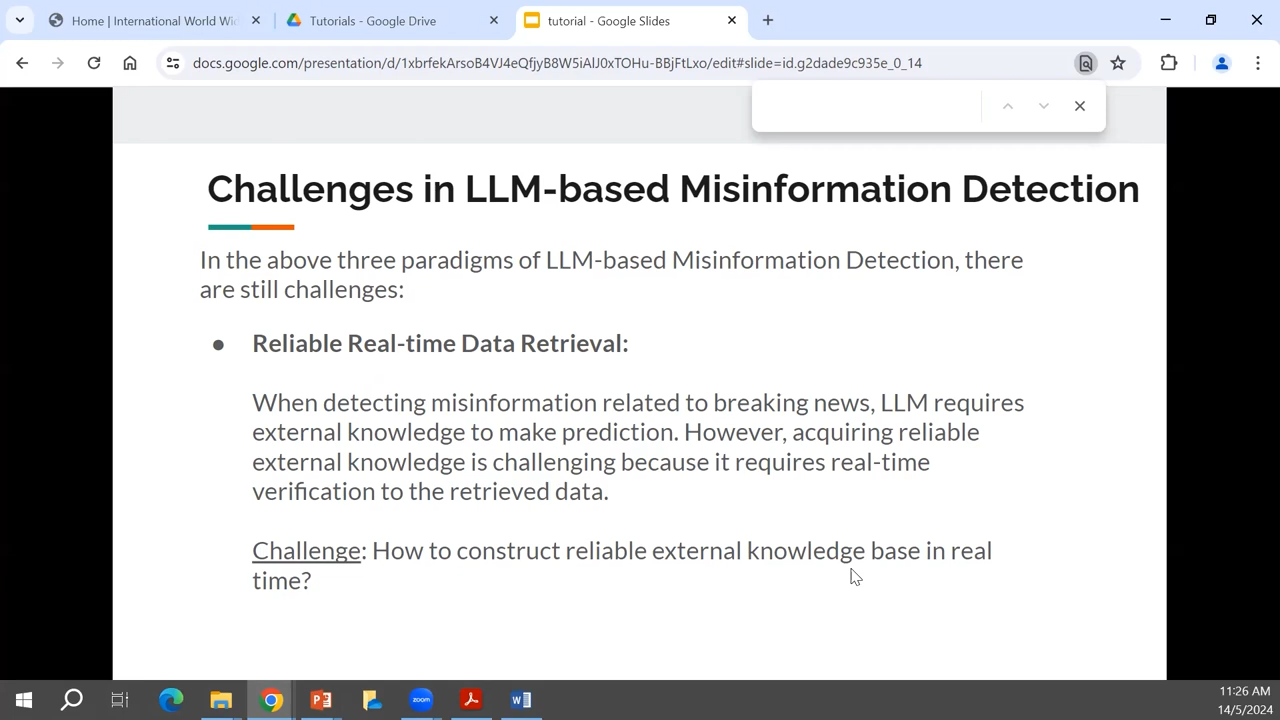 Home | International World Wid
Tutorials - Google Drive
tutorial - Google Slides
docs.google.com/presentation/d/1xbrfekArsoB4VJ4eQfjyB8W5iAlJ0xTOHu-BBjFtLxo/edit#slide=id.g2dade9c935e_0_14
Challenges in LLM-based Misinformation Detection
In the above three paradigms of LLM-based Misinformation Detection, there
are still challenges:
● Reliable Real-time Data Retrieval:
When detecting misinformation related to breaking news, LLM requires
external knowledge to make prediction. However, acquiring reliable
external knowledge is challenging because it requires real-time
verification to the retrieved data.
Challenge: How to construct reliable external knowledge base in real
time?
zoom
11:26 AM
14/5/2024